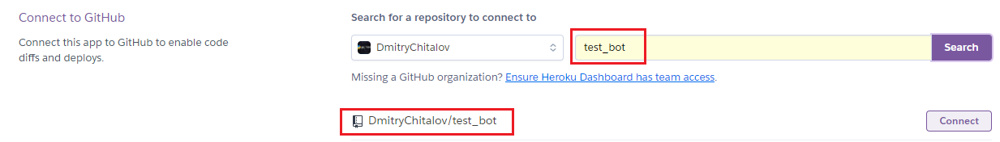 Connect to GitHub
Connect this app to GitHub to enable code
diffs and deploys.
Search for a repository to connect to
DmitryChitalov
test_bot
Search
Missing a GitHub organization? Ensure Heroku Dashboard has team access.
DmitryChitalov/test_bot
Connect